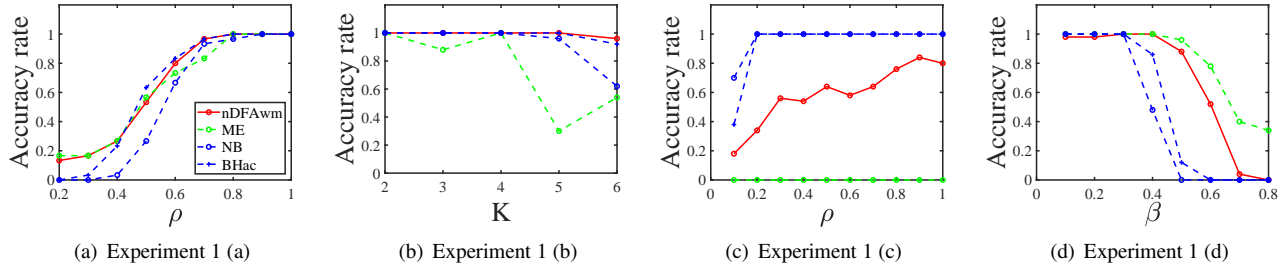 Accuracy rate
1
0.8
0.6
0.4
0.2
0
0.2
0.4
0.6
0.8
1
ρ
nDFAwm
ME
NB
BHac
(a) Experiment 1 (a)
Accuracy rate
1
0.8
0.6
0.4
0.2
0
2
3
4
5
6
K
(b) Experiment 1 (b)
Accuracy rate
1
0.8
0.6
0.4
0.2
0
0
0.2
0.4
0.6
0.8
1
ρ
(c) Experiment 1 (c)
Accuracy rate
1
0.8
0.6
0.4
0.2
0
0
0.2
0.4
0.6
0.8
β
(d) Experiment 1 (d)